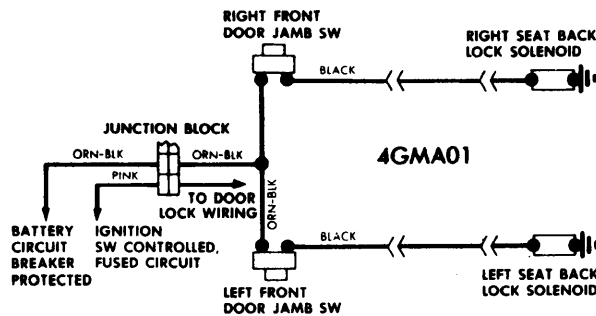 RIGHT FRONT
DOOR JAMB SW
RIGHT SEAT BACK
LOCK SOLENOID
BLACK
JUNCTION BLOCK
ORN-BLK
ORN-BLK
4GMA01
PINK
TO DOOR
LOCK WIRING
ORN-BLK
BATTERY
CIRCUIT
BREAKER
PROTECTED
IGNITION
SW CONTROLLED,
FUSED CIRCUIT
BLACK
LEFT FRONT
DOOR JAMB SW
LEFT SEAT BACK
LOCK SOLENOID